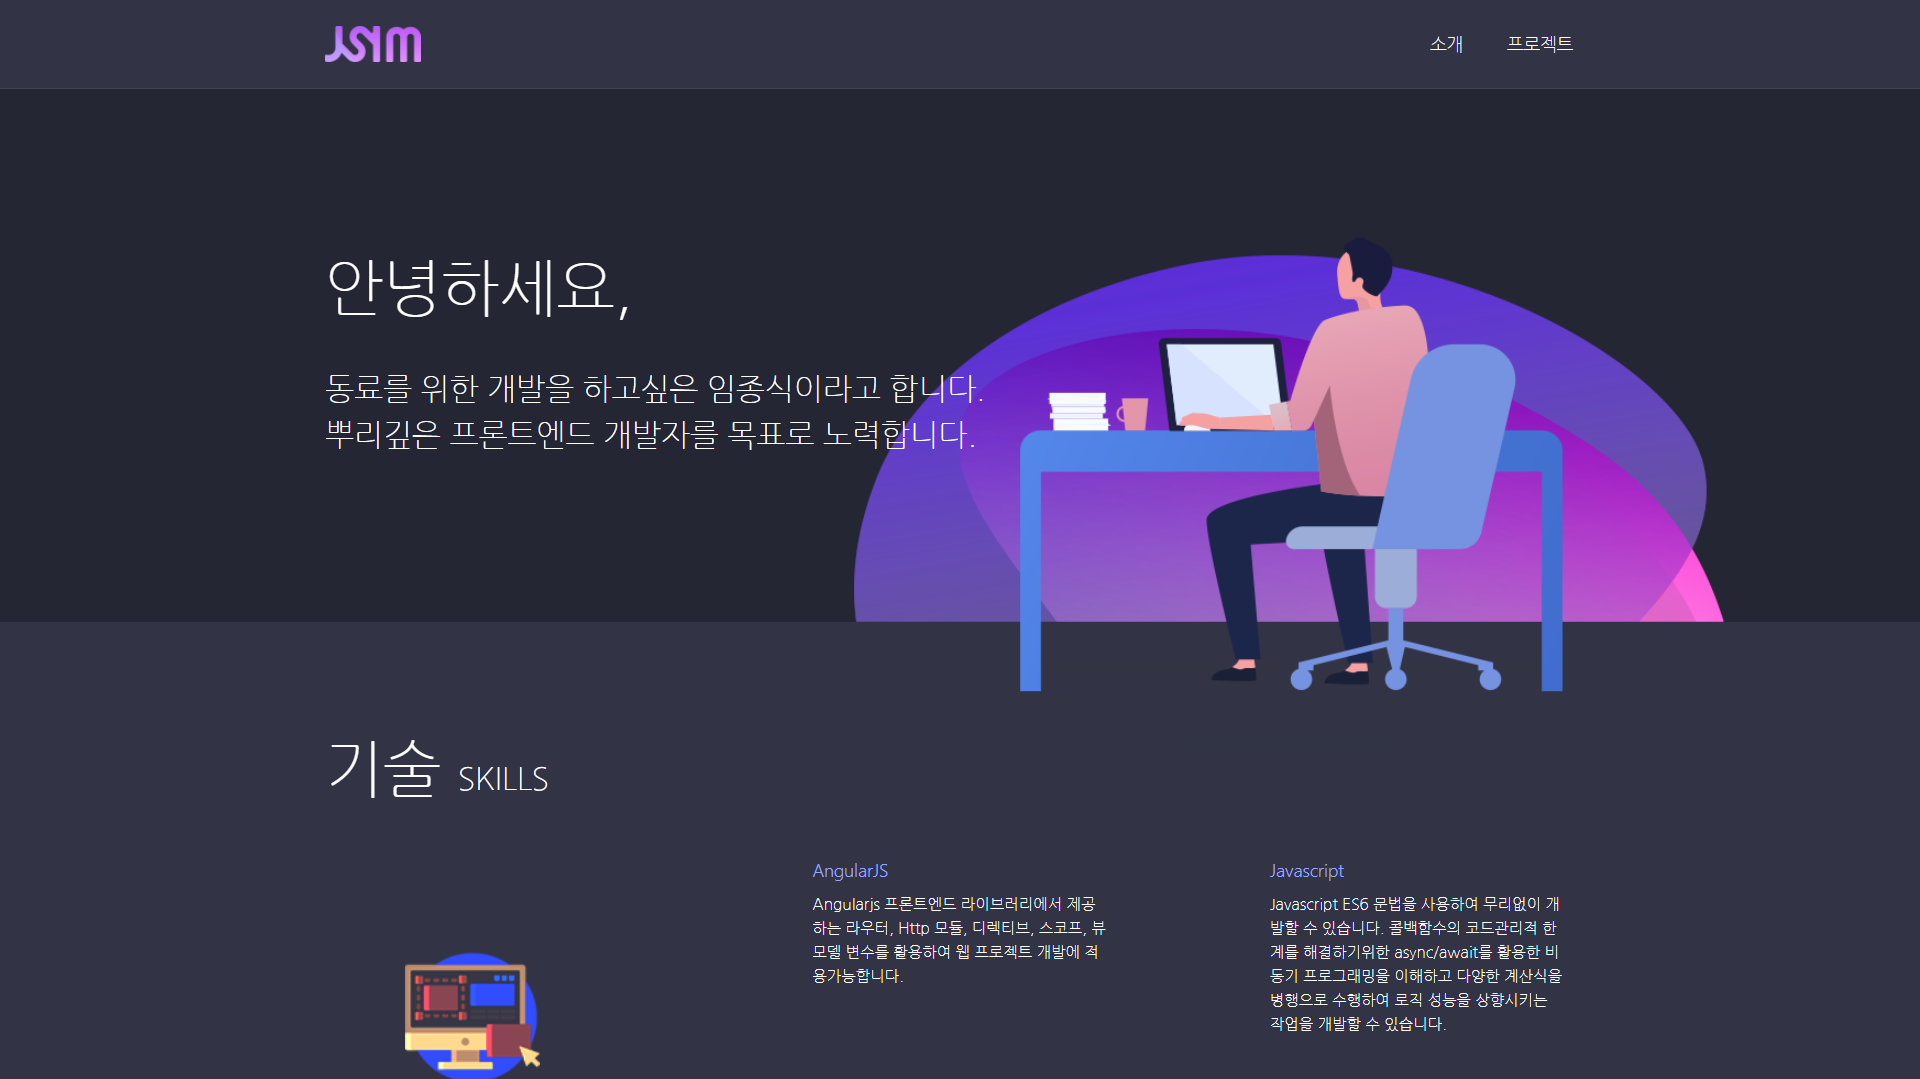 JSIM
소개
프로젝트
안녕하세요,
동료를 위한 개발을 하고싶은 임종식이라고 합니다.
뿌리깊은 프론트엔드 개발자를 목표로 노력합니다.
기술 SKILLS
AngularJS
Angularjs 프론트엔드 라이브러리에서 제공
하는 라우터, Http 모듈, 디렉티브, 스코프, 뷰
모델 변수를 활용하여 웹 프로젝트 개발에 적
용가능합니다.
Javascript
Javascript ES6 문법을 사용하여 무리없이 개
발할 수 있습니다. 콜백함수의 코드관리적 한
계를 해결하기위한 async/await를 활용한 비
동기 프로그래밍을 이해하고 다양한 계산식을
병행으로 수행하여 로직 성능을 상향시키는
작업을 개발할 수 있습니다.